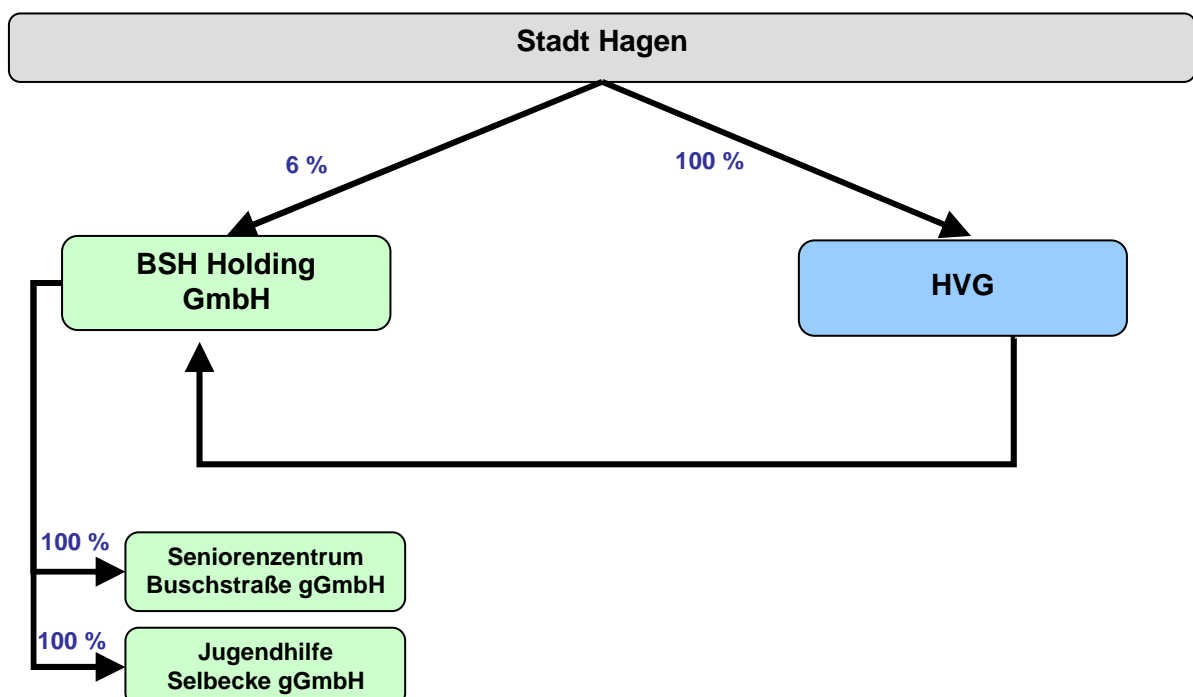 Stadt Hagen
6 %
100 %
BSH Holding
GmbH
HVG
100 %
Seniorenzentrum
Buschstraße gGmbH
100 %
Jugendhilfe
Selbecke gGmbH